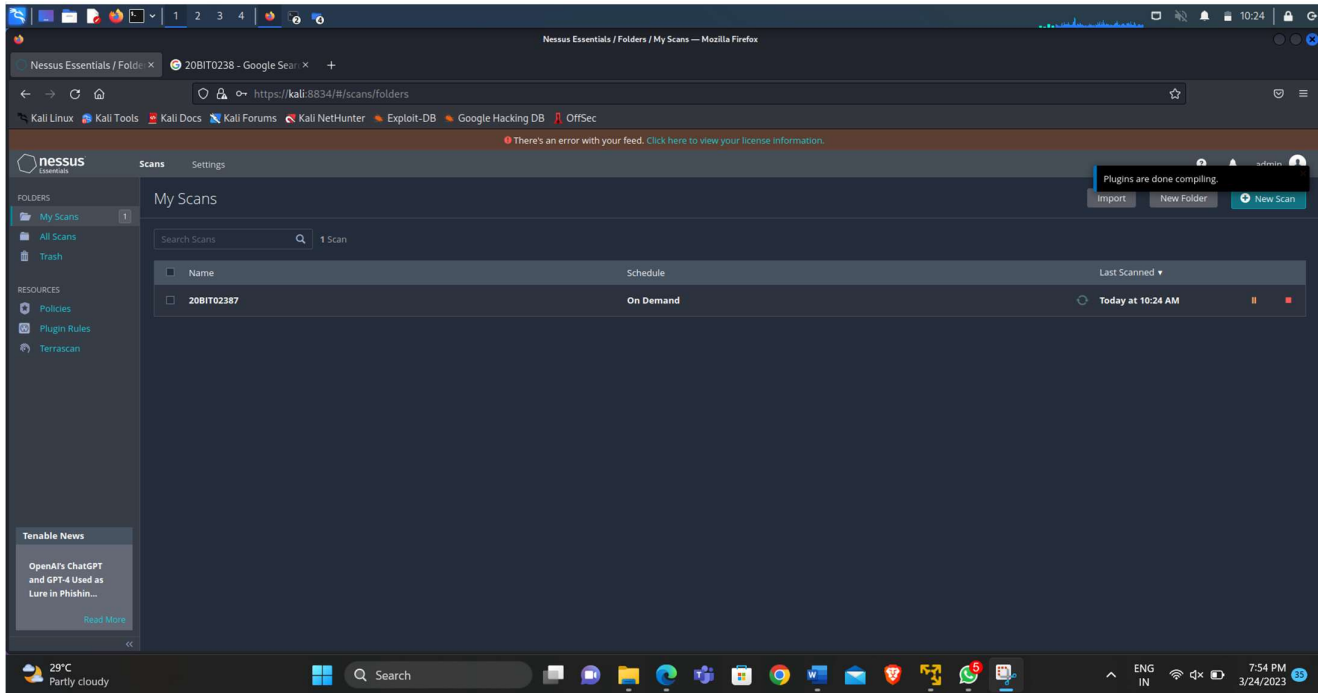 1 2 3 4
10:24
Nessus Essentials / Folders / My Scans — Mozilla Firefox
Nessus Essentials / Folde × 20BIT0238 - Google Sear × +
https://kali:8834/#/scans/folders
Kali Linux Kali Tools Kali Docs Kali Forums Kali NetHunter Exploit-DB Google Hacking DB OffSec
There's an error with your feed. Click here to view your license information.
nessus Essentials Scans Settings admin
Plugins are done compiling.
FOLDERS
My Scans 1
All Scans
Trash
RESOURCES
Policies
Plugin Rules
Terrascan
My Scans
Import New Folder New Scan
Search Scans 1 Scan
Name Schedule Last Scanned
20BIT02387 On Demand Today at 10:24 AM
Tenable News
OpenAI's ChatGPT
and GPT-4 Used as
Lure in Phishin...
Read More
29°C
Partly cloudy
Search
5
ENG
IN
7:54 PM
3/24/2023
35